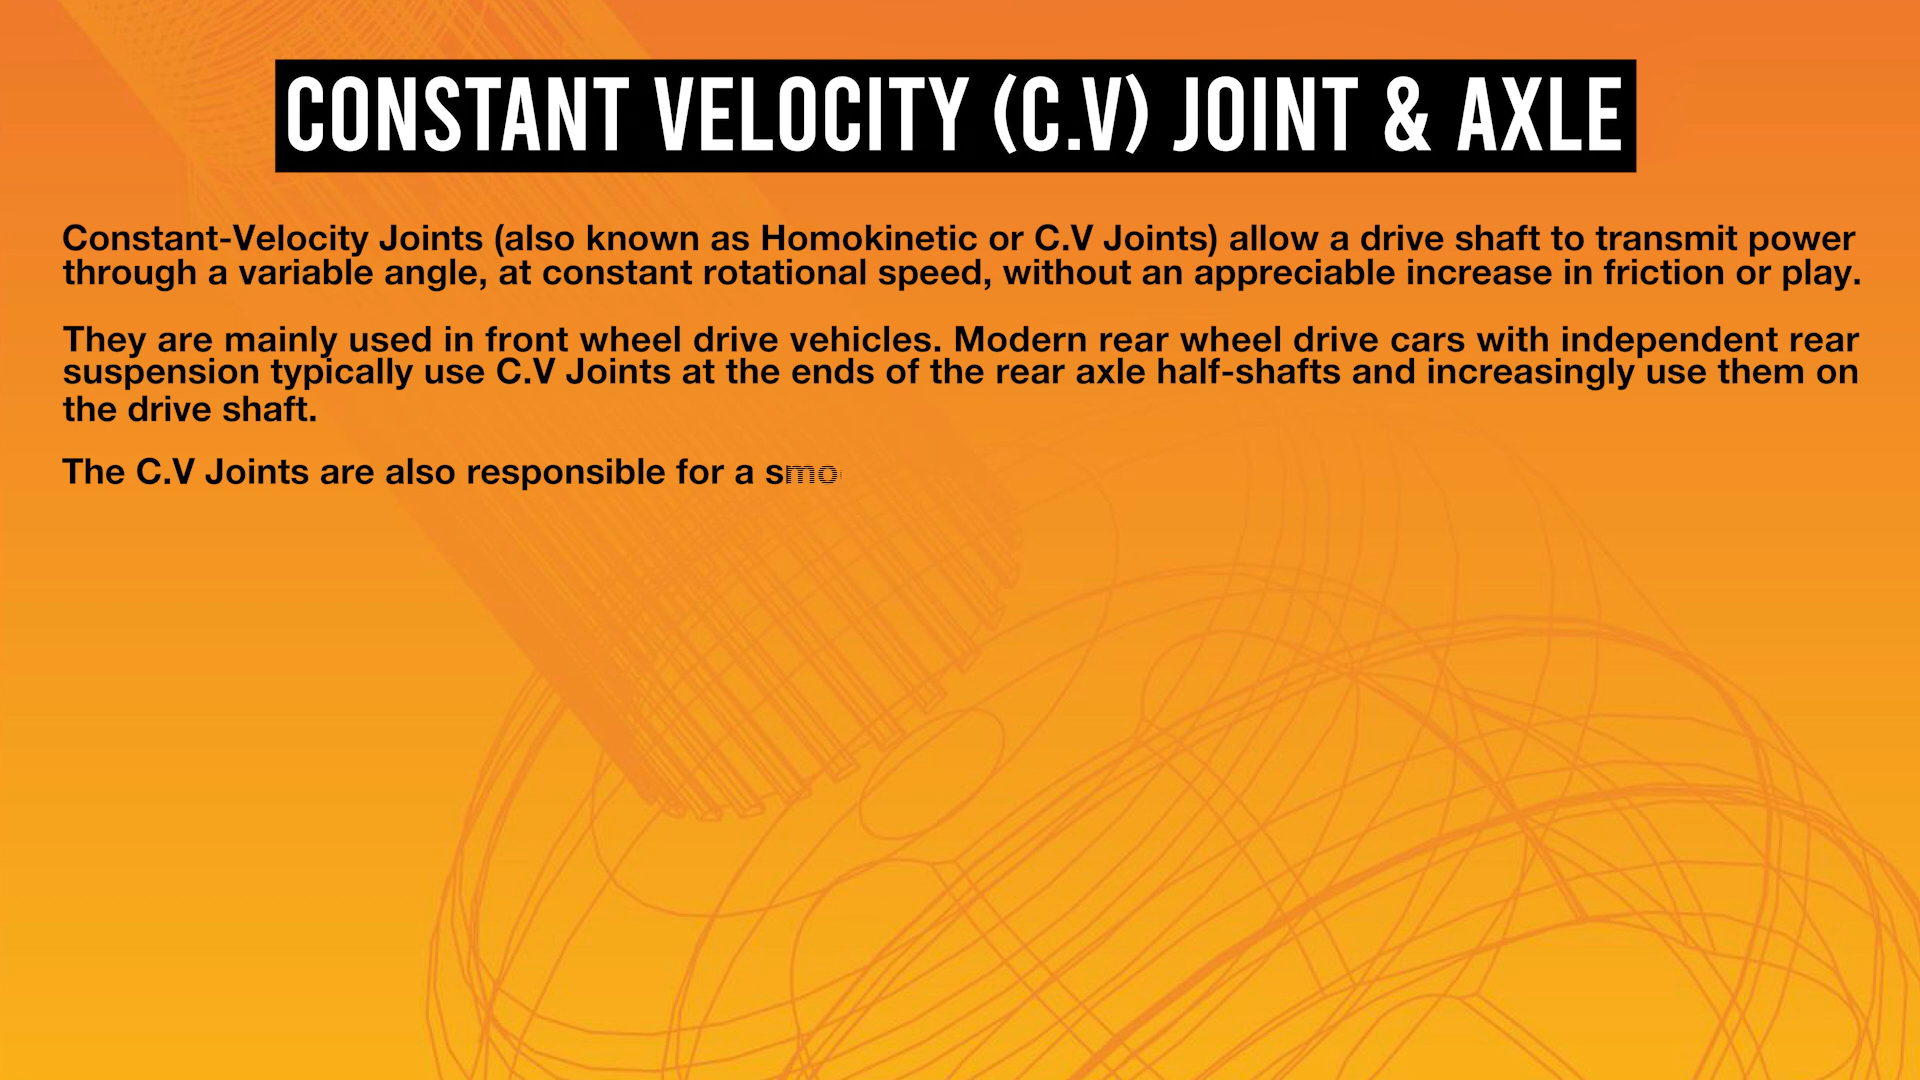 CONSTANT VELOCITY (C.V) JOINT & AXLE
Constant-Velocity Joints (also known as Homokinetic or C.V Joints) allow a drive shaft to transmit power
through a variable angle, at constant rotational speed, without an appreciable increase in friction or play.
They are mainly used in front wheel drive vehicles. Modern rear wheel drive cars with independent rear
suspension typically use C.V Joints at the ends of the rear axle half-shafts and increasingly use them on
the drive shaft.
The C.V Joints are also responsible for a smo